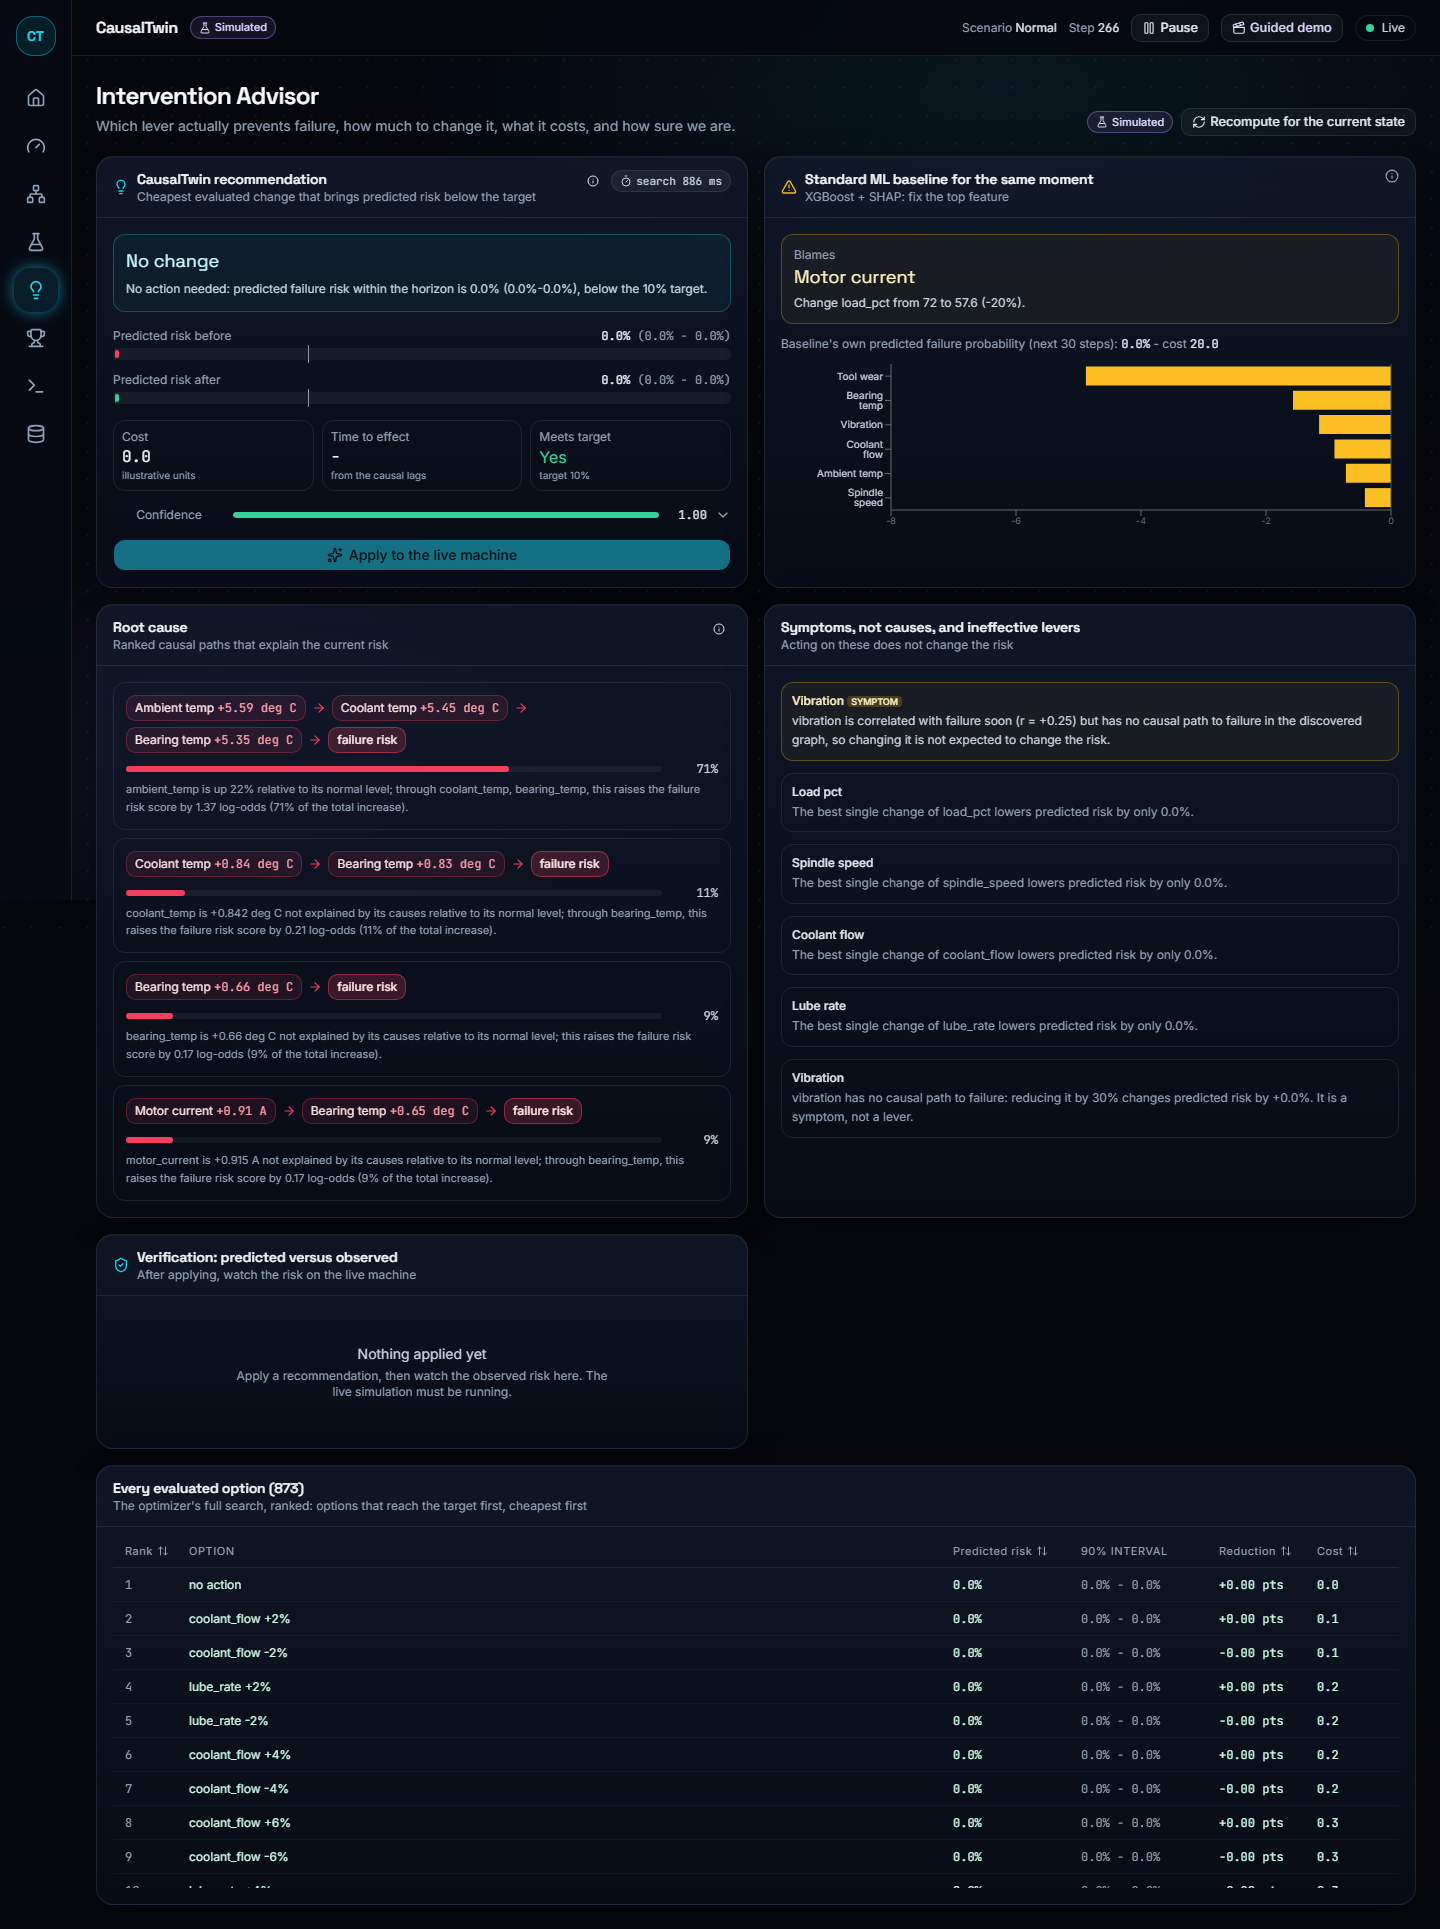 CT
CausalTwin
Simulated
Scenario Normal
Step 266
Pause
Guided demo
Live
Intervention Advisor
Which lever actually prevents failure, how much to change it, what it costs, and how sure we are.
Simulated
Recompute for the current state
CausalTwin recommendation
Cheapest evaluated change that brings predicted risk below the target
search 886 ms
No change
No action needed: predicted failure risk within the horizon is 0.0% (0.0%-0.0%), below the 10% target.
Predicted risk before
0.0% (0.0% - 0.0%)
Predicted risk after
0.0% (0.0% - 0.0%)
Cost
0.0
illustrative units
Time to effect
-
from the causal lags
Meets target
Yes
target 10%
Confidence
1.00
Apply to the live machine
Standard ML baseline for the same moment
XGBoost + SHAP: fix the top feature
Blames
Motor current
Change load_pct from 72 to 57.6 (-20%).
Baseline's own predicted failure probability (next 30 steps): 0.0% - cost 20.0
Tool wear
Bearing
temp
Vibration
Coolant
flow
Ambient temp
Spindle
speed
-8
-6
-4
-2
0
Root cause
Ranked causal paths that explain the current risk
Ambient temp +5.59 deg C → Coolant temp +5.45 deg C →
Bearing temp +5.35 deg C → failure risk
71%
ambient_temp is up 22% relative to its normal level; through coolant_temp, bearing_temp, this raises the failure
risk score by 1.37 log-odds (71% of the total increase).
Coolant temp +0.84 deg C → Bearing temp +0.83 deg C → failure risk
11%
coolant_temp is +0.842 deg C not explained by its causes relative to its normal level; through bearing_temp, this
raises the failure risk score by 0.21 log-odds (11% of the total increase).
Bearing temp +0.66 deg C → failure risk
9%
bearing_temp is +0.66 deg C not explained by its causes relative to its normal level; this raises the failure risk
score by 0.17 log-odds (9% of the total increase).
Motor current +0.91 A → Bearing temp +0.65 deg C → failure risk
9%
motor_current is +0.915 A not explained by its causes relative to its normal level; through bearing_temp, this
raises the failure risk score by 0.17 log-odds (9% of the total increase).
Symptoms, not causes, and ineffective levers
Acting on these does not change the risk
Vibration SYMPTOM
vibration is correlated with failure soon (r = +0.25) but has no causal path to failure in the discovered
graph, so changing it is not expected to change the risk.
Load pct
The best single change of load_pct lowers predicted risk by only 0.0%.
Spindle speed
The best single change of spindle_speed lowers predicted risk by only 0.0%.
Coolant flow
The best single change of coolant_flow lowers predicted risk by only 0.0%.
Lube rate
The best single change of lube_rate lowers predicted risk by only 0.0%.
Vibration
vibration has no causal path to failure: reducing it by 30% changes predicted risk by +0.0%. It is a
symptom, not a lever.
Verification: predicted versus observed
After applying, watch the risk on the live machine
Nothing applied yet
Apply a recommendation, then watch the observed risk here. The
live simulation must be running.
Every evaluated option (873)
The optimizer's full search, ranked: options that reach the target first, cheapest first
Rank OPTION Predicted risk 90% INTERVAL Reduction Cost
1 no action 0.0% 0.0% - 0.0% +0.00 pts 0.0
2 coolant_flow +2% 0.0% 0.0% - 0.0% +0.00 pts 0.1
3 coolant_flow -2% 0.0% 0.0% - 0.0% -0.00 pts 0.1
4 lube_rate +2% 0.0% 0.0% - 0.0% +0.00 pts 0.2
5 lube_rate -2% 0.0% 0.0% - 0.0% -0.00 pts 0.2
6 coolant_flow +4% 0.0% 0.0% - 0.0% +0.00 pts 0.2
7 coolant_flow -4% 0.0% 0.0% - 0.0% -0.00 pts 0.2
8 coolant_flow +6% 0.0% 0.0% - 0.0% +0.00 pts 0.3
9 coolant_flow -6% 0.0% 0.0% - 0.0% -0.00 pts 0.3